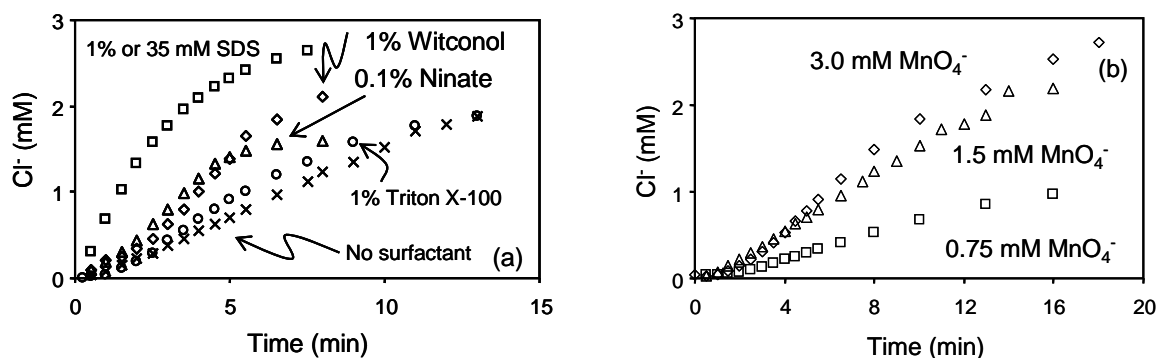 3
2
1
0
Cl⁻ (mM)
0
5
10
15
Time (min)
1% or 35 mM SDS
1% Witconol
0.1% Ninate
1% Triton X-100
No surfactant
(a)
3
2
1
0
Cl⁻ (mM)
0
4
8
12
16
20
Time (min)
3.0 mM MnO₄⁻
(b)
1.5 mM MnO₄⁻
0.75 mM MnO₄⁻